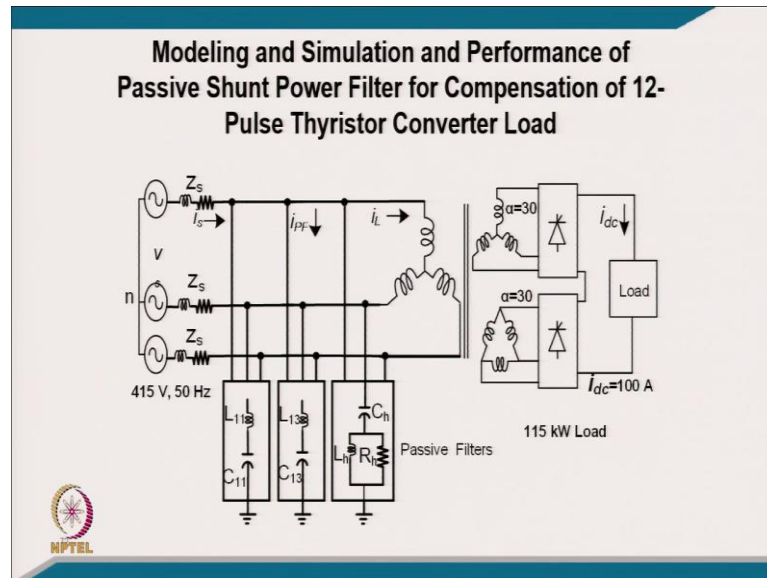 Modeling and Simulation and Performance of
Passive Shunt Power Filter for Compensation of 12-
Pulse Thyristor Converter Load
Zs
is
iPF
iL
α=30
idc
v
s
n
Zs
Load
α=30
Zs
idc=100 A
415 V, 50 Hz
115 kW Load
L11
C11
L13
C13
Ch
Lh
Rh
Passive Filters
NPTEL